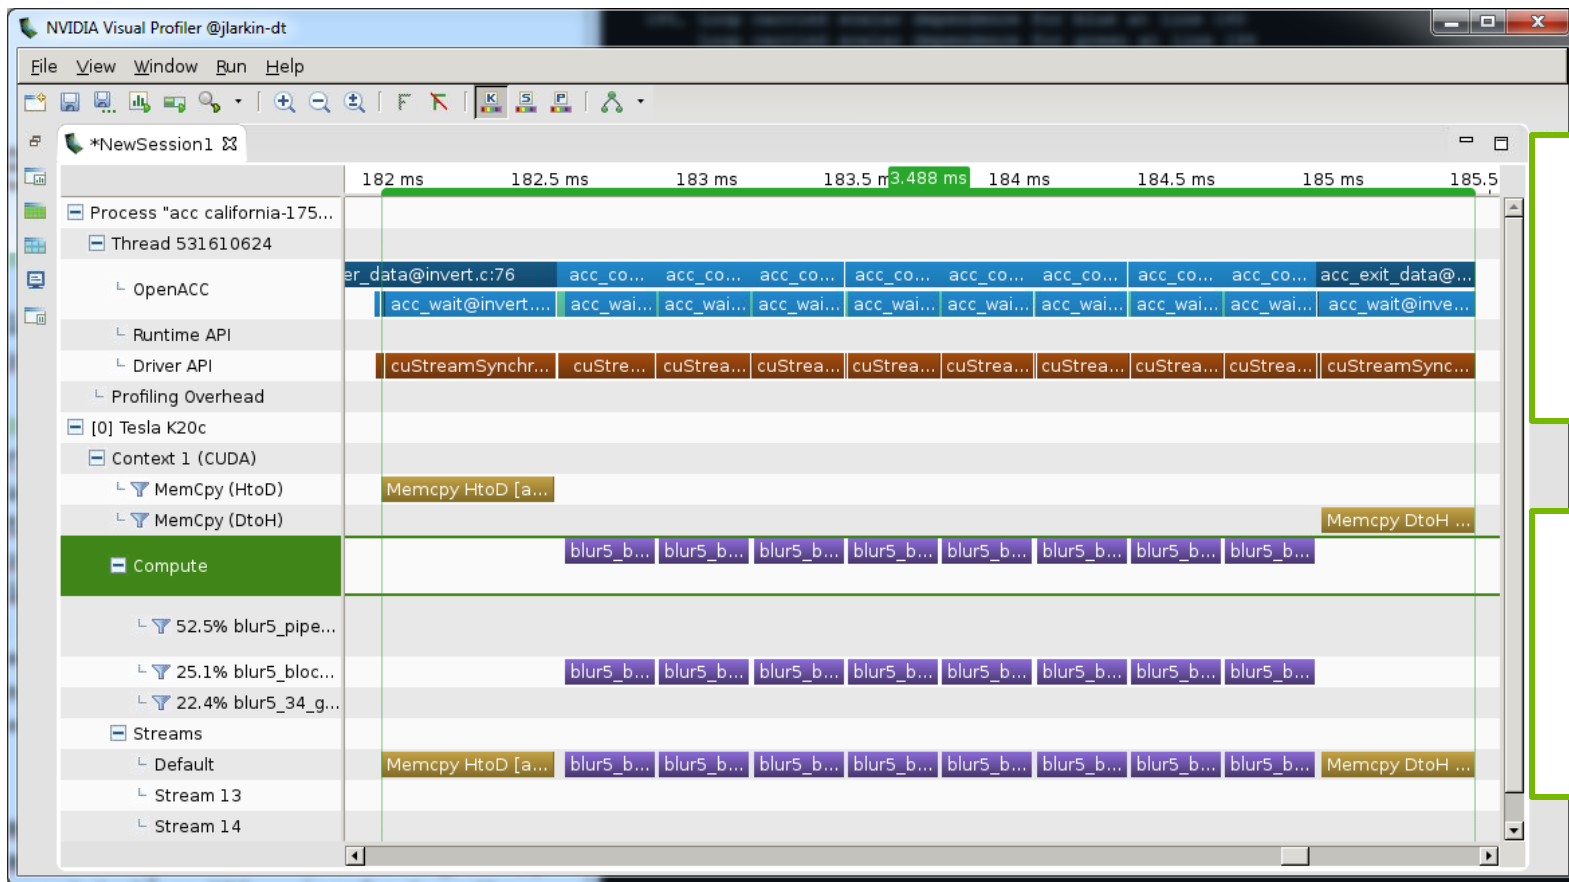 NVIDIA Visual Profiler @jlarkin-dt
File View Window Run Help
*NewSession1
182 ms 182.5 ms 183 ms 183.5 m 3.488 ms 184 ms 184.5 ms 185 ms 185.5
Process "acc california-175...
Thread 531610624
OpenACC
er_data@invert.c:76 acc_co... acc_co... acc_co... acc_co... acc_co... acc_co... acc_co... acc_co... acc_exit_data@...
acc_wait@invert.... acc_wai... acc_wai... acc_wai... acc_wai... acc_wai... acc_wai... acc_wai... acc_wai... acc_wait@inve...
Runtime API
Driver API cuStreamSynchr... cuStre... cuStrea... cuStrea... cuStrea... cuStrea... cuStrea... cuStrea... cuStrea... cuStreamSync...
Profiling Overhead
[0] Tesla K20c
Context 1 (CUDA)
MemCpy (HtoD) Memcpy HtoD [a...
MemCpy (DtoH) Memcpy DtoH ...
Compute blur5_b... blur5_b... blur5_b... blur5_b... blur5_b... blur5_b... blur5_b... blur5_b...
52.5% blur5_pipe...
25.1% blur5_bloc... blur5_b... blur5_b... blur5_b... blur5_b... blur5_b... blur5_b... blur5_b... blur5_b...
22.4% blur5_34_g...
Streams
Default Memcpy HtoD [a... blur5_b... blur5_b... blur5_b... blur5_b... blur5_b... blur5_b... blur5_b... blur5_b... Memcpy DtoH ...
Stream 13
Stream 14